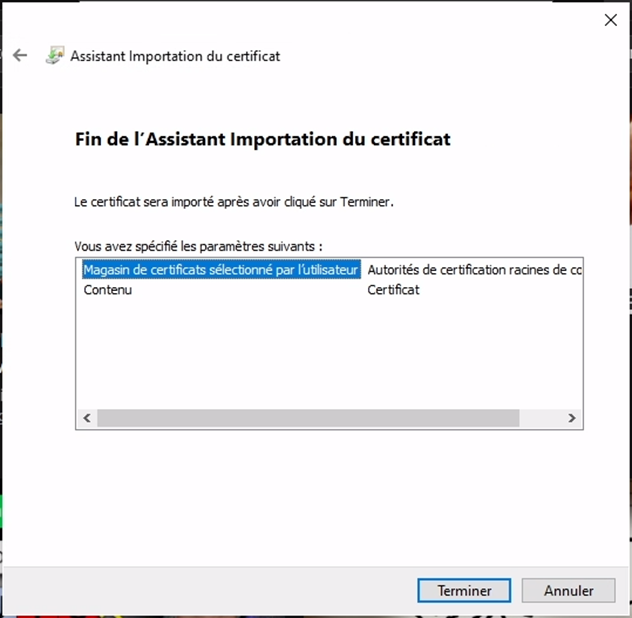 Assistant Importation du certificat
Fin de l'Assistant Importation du certificat
Le certificat sera importé après avoir cliqué sur Terminer.
Vous avez spécifié les paramètres suivants :
Magasin de certificats sélectionné par l'utilisateur Autorités de certification racines de cc
Contenu Certificat
Terminer Annuler